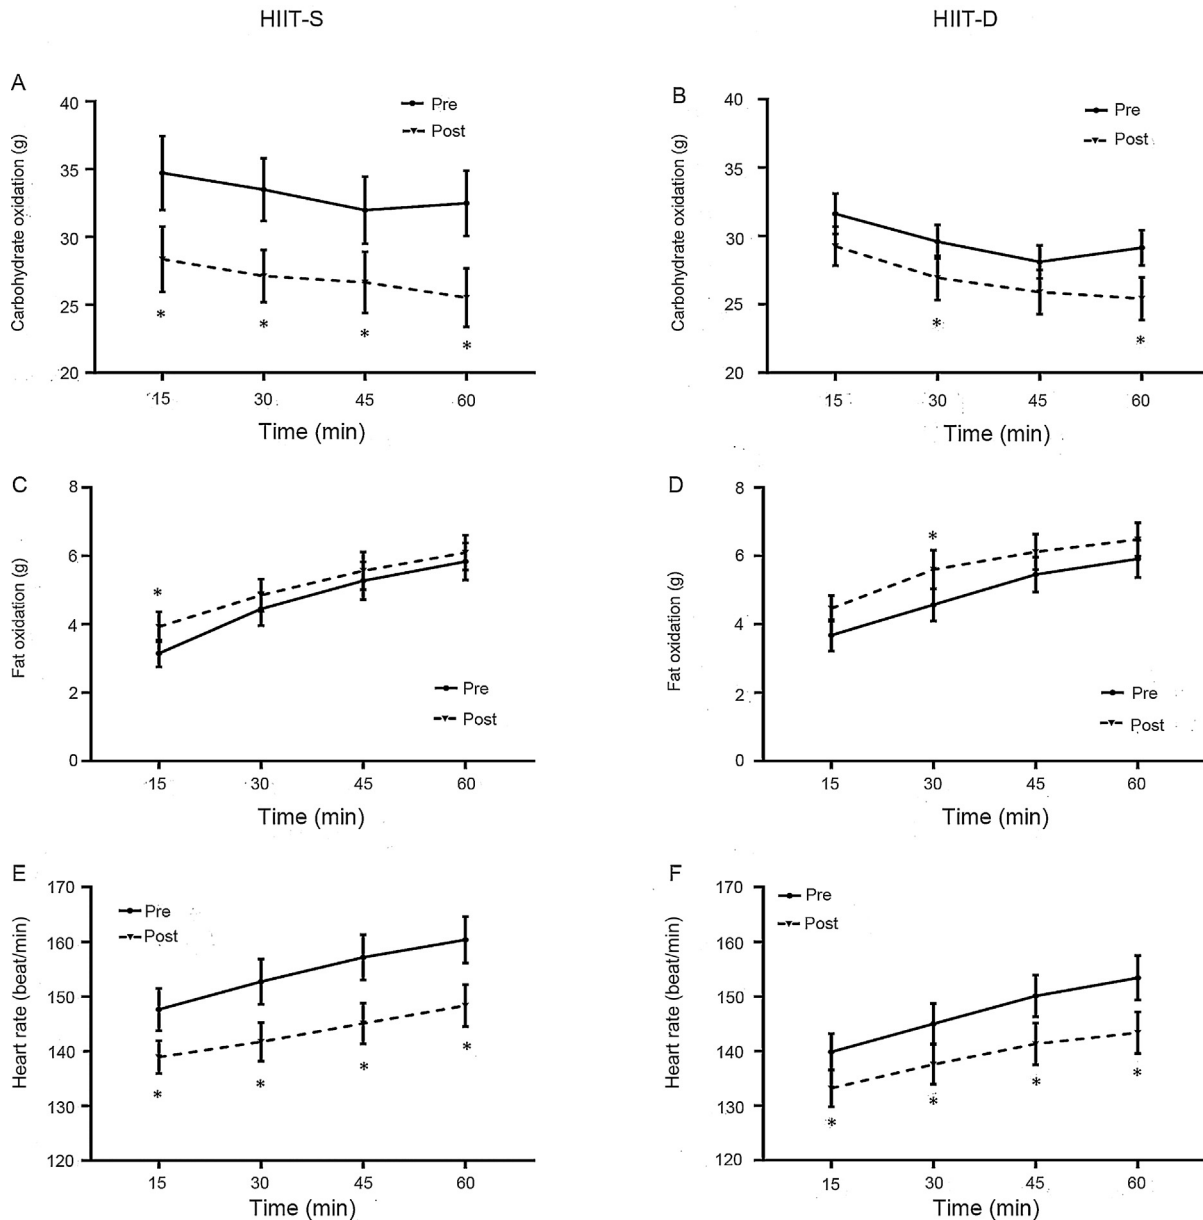 HIIT-S
HIIT-D
A
Carbohydrate oxidation (g)
40
35
30
25
20
Pre
Post
*
*
*
*
15
30
45
60
Time (min)
B
Carbohydrate oxidation (g)
40
35
30
25
20
Pre
Post
*
*
15
30
45
60
Time (min)
C
Fat oxidation (g)
8
6
4
2
0
*
Pre
Post
15
30
45
60
Time (min)
D
Fat oxidation (g)
8
6
4
2
0
*
Pre
Post
15
30
45
60
Time (min)
E
Heart rate (beat/min)
170
160
150
140
130
120
Pre
Post
*
*
*
*
15
30
45
60
Time (min)
F
Heart rate (beat/min)
170
160
150
140
130
120
Pre
Post
*
*
*
*
15
30
45
60
Time (min)